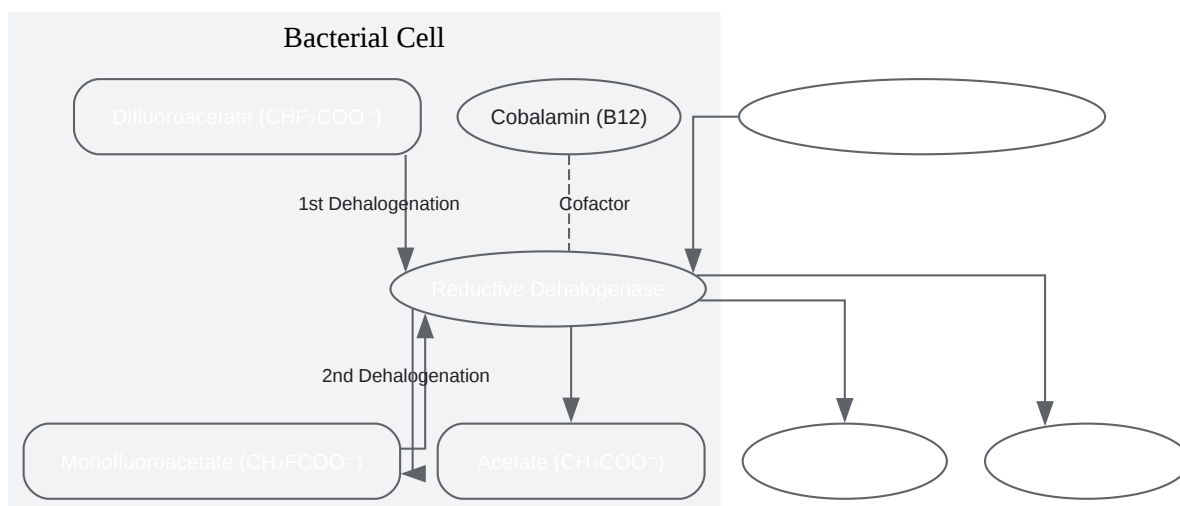 Bacterial Cell
Difluoroacetate (CHF₂COO⁻)
Cobalamin (B12)
1st Dehalogenation
Cofactor
Reductive Dehalogenase
2nd Dehalogenation
Monofluoroacetate (CH₂FCOO⁻)
Acetate (CH₃COO⁻)